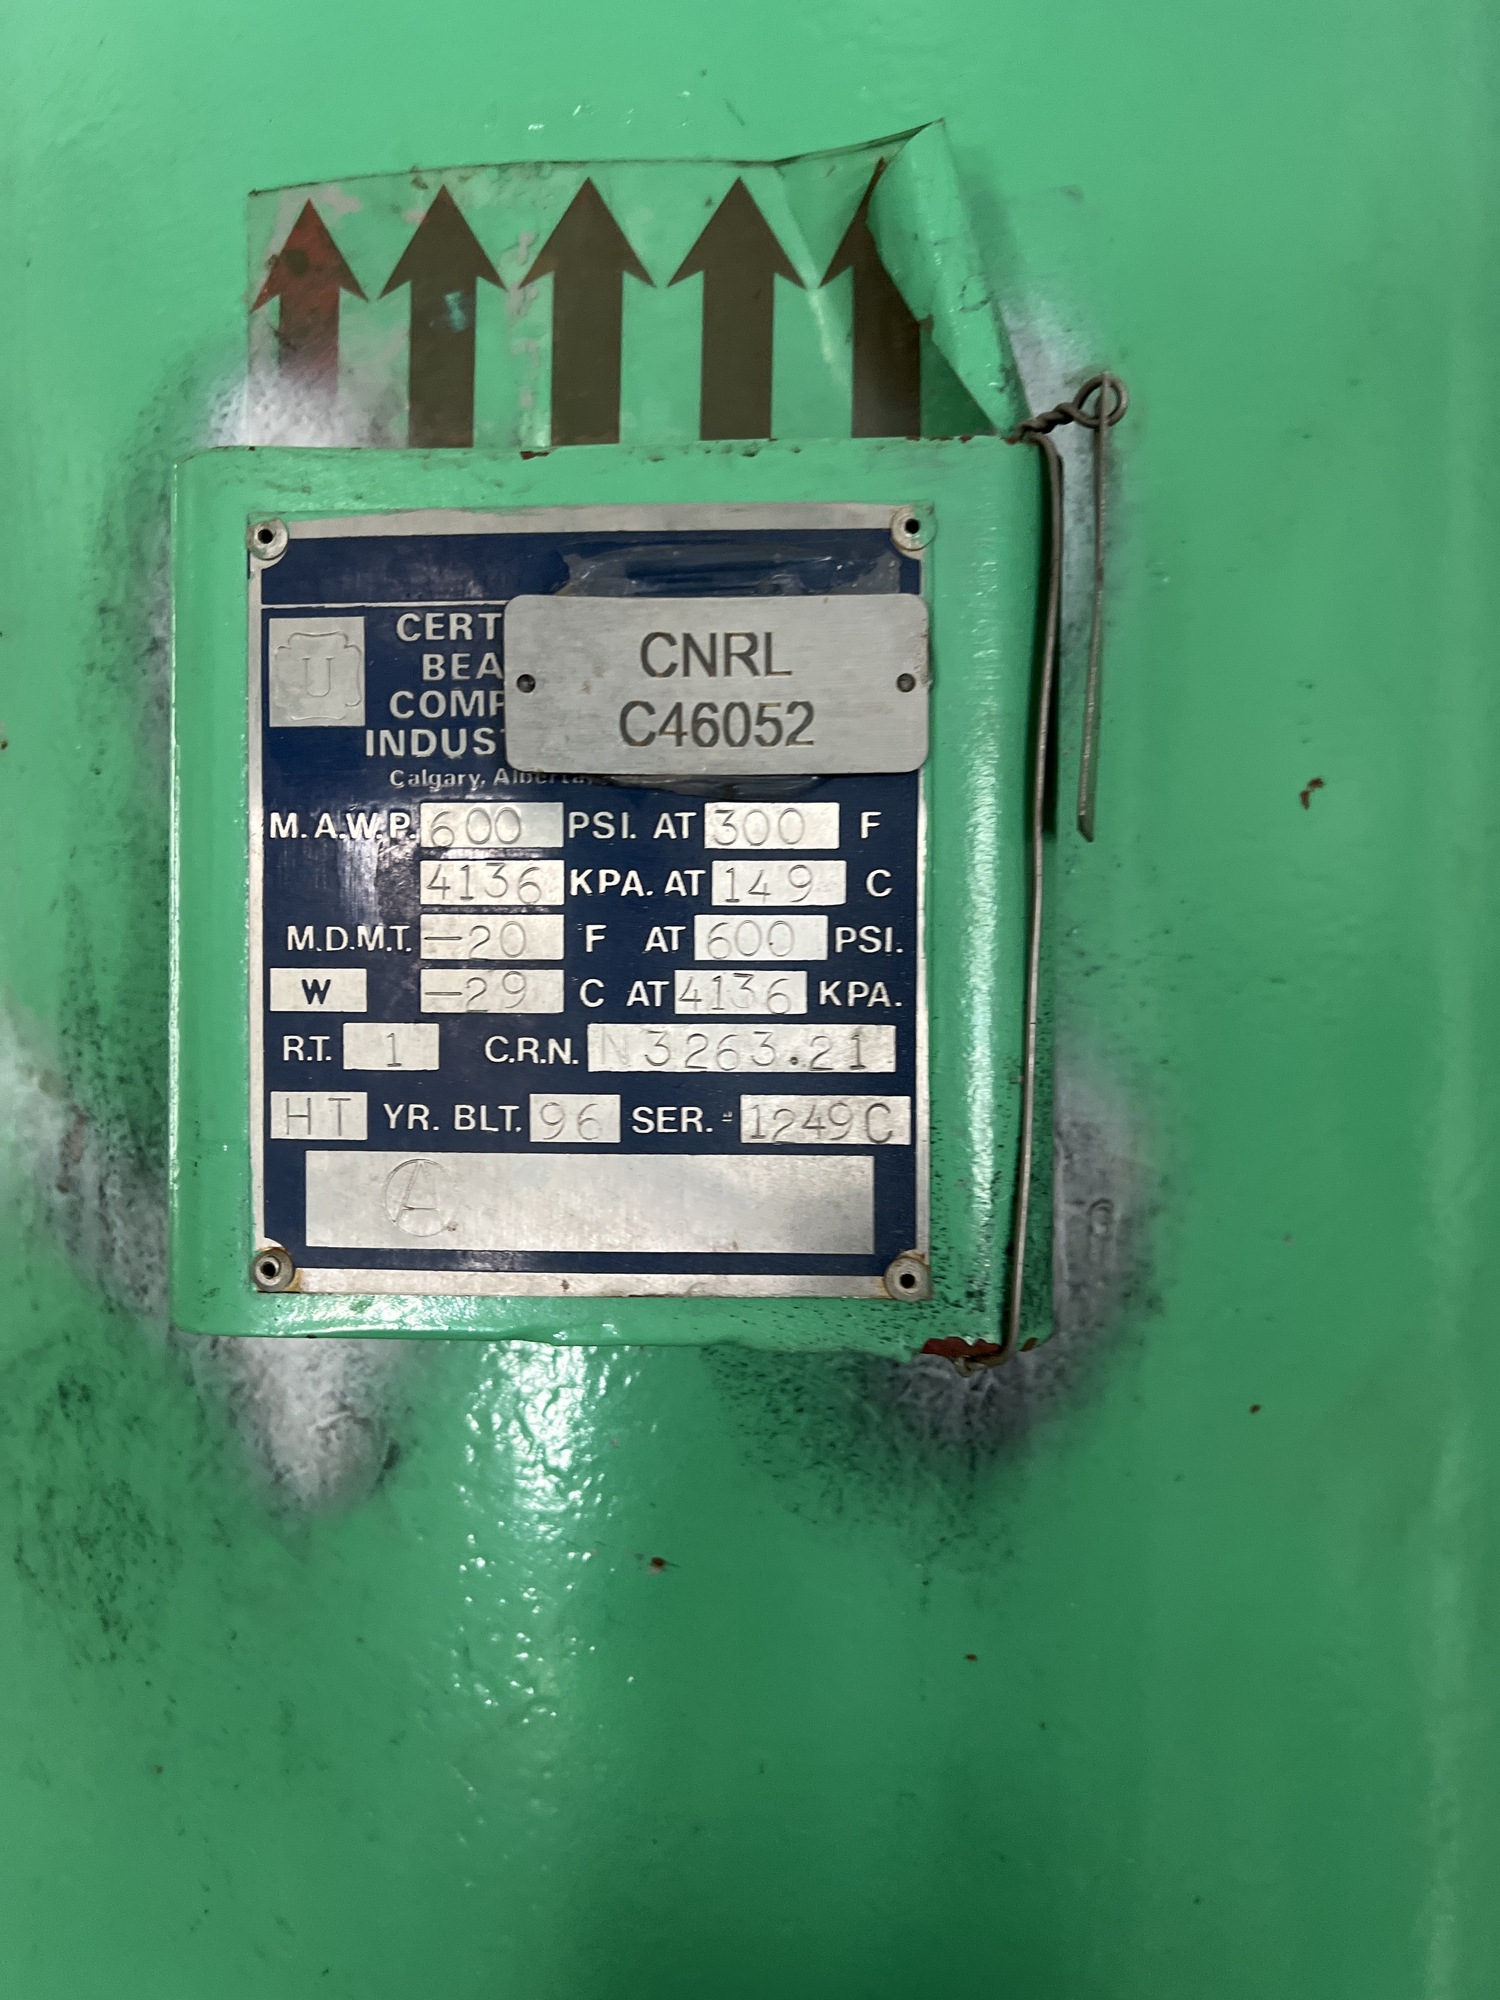 CNRL
C46052
U
CERT
BEA
COMP
INDUS
Calgary, Alberta,
M.A.W.P. 600 PSI. AT 300 F
4136 KPA. AT 149 C
M.D.M.T. -20 F AT 600 PSI.
W -29 C AT 4136 KPA.
R.T. 1 C.R.N. N3263.21
HT YR. BLT. 96 SER. 1249C
A